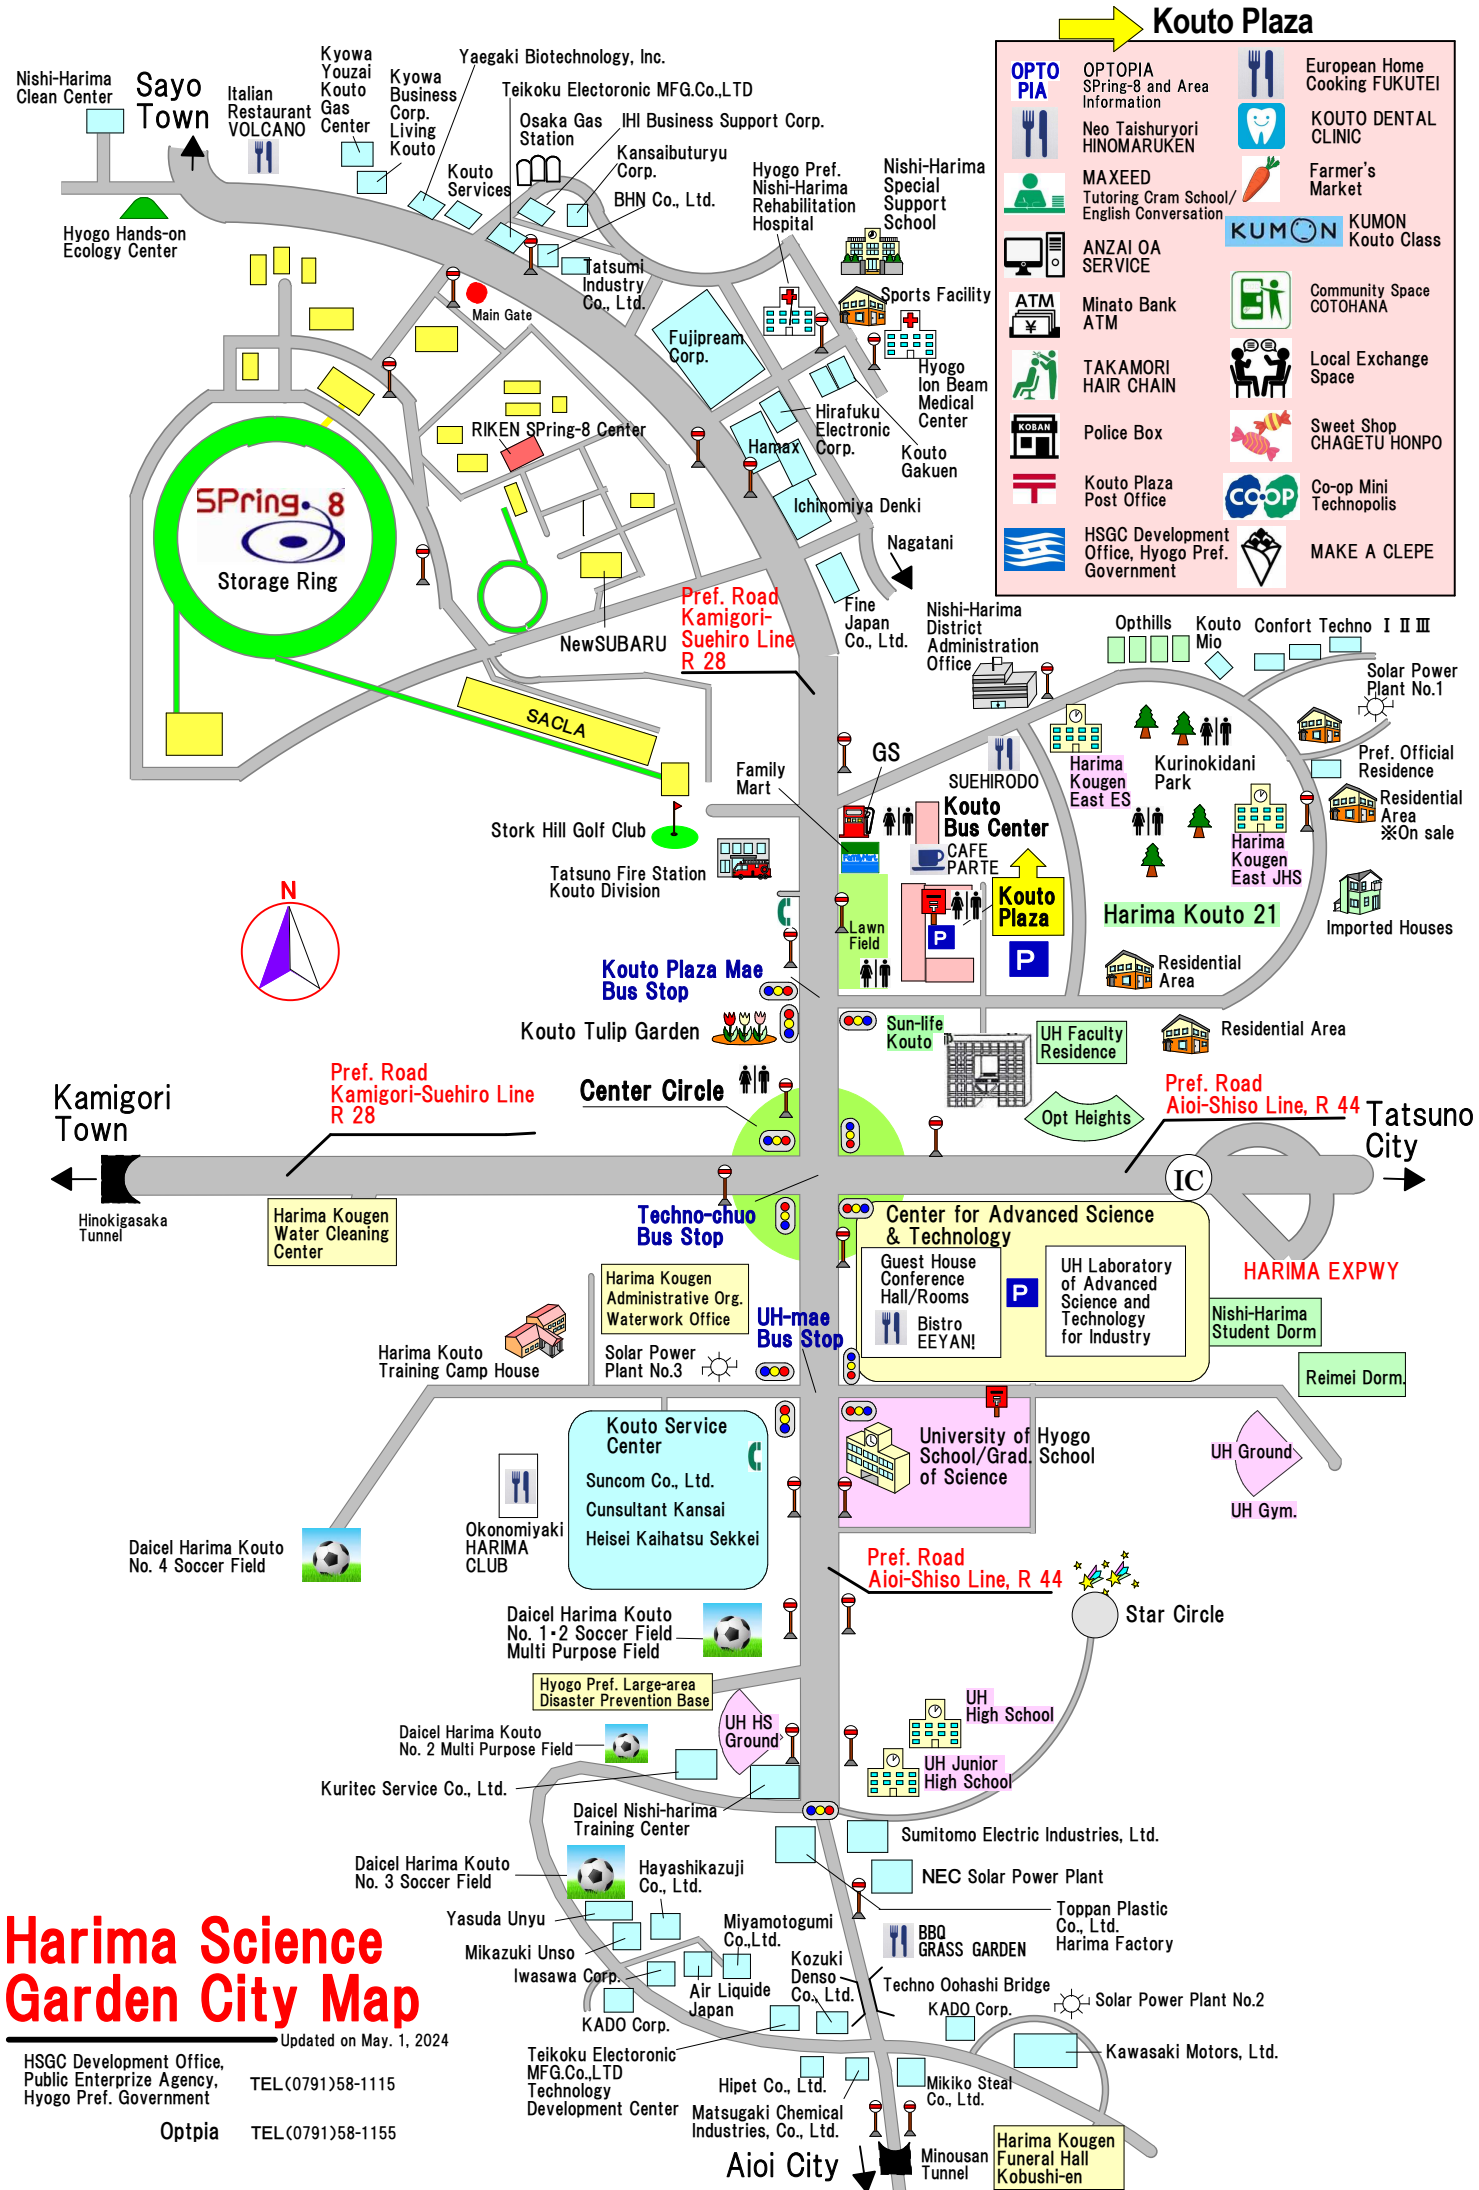 Kouto Plaza
OPTO
PIA
OPTOPIA
SPring-8 and Area
Information
European Home
Cooking FUKUTEI
Neo Taishuryori
HINOMARUKEN
KOUTO DENTAL
CLINIC
MAXEED
Tutoring Cram School/
English Conversation
Farmer's
Market
ANZAI OA
SERVICE
KUMON
KUMON
Kouto Class
ATM
Minato Bank
ATM
Community Space
COTOHANA
TAKAMORI
HAIR CHAIN
Local Exchange
Space
KOBAN
Police Box
Sweet Shop
CHAGETU HONPO
Kouto Plaza
Post Office
CO-OP
Co-op Mini
Technopolis
HSGC Development
Office, Hyogo Pref.
Government
MAKE A CLEPE
Nishi-Harima
Clean Center
Sayo
Town
Italian
Restaurant
VOLCANO
Kyowa
Youzai
Kouto
Gas
Center
Kyowa
Business
Corp.
Living
Kouto
Yaegaki Biotechnology, Inc.
Teikoku Electoronic MFG.Co.,LTD
Osaka Gas
Station
IHI Business Support Corp.
Kansaibuturyu
Corp.
Kouto
Services
BHN Co., Ltd.
Hyogo Pref.
Nishi-Harima
Rehabilitation
Hospital
Nishi-Harima
Special
Support
School
Hyogo Hands-on
Ecology Center
Tatsumi
Industry
Co., Ltd.
Main Gate
Sports Facility
Fujipream
Corp.
Hyogo
Ion Beam
Medical
Center
Hirafuku
Electronic
Corp.
Kouto
Gakuen
RIKEN SPring-8 Center
Hamax
Ichinomiya Denki
SPring-8
Storage Ring
Nagatani
Fine
Japan
Co., Ltd.
NewSUBARU
Pref. Road
Kamigori-
Suehiro Line
R 28
Nishi-Harima
District
Administration
Office
Opthills
Kouto
Mio
Confort Techno Ⅰ Ⅱ Ⅲ
Solar Power
Plant No.1
SACLA
GS
Family
Mart
SUEHIRODO
Harima
Kougen
East ES
Kurinokidani
Park
Pref. Official
Residence
Residential
Area
※On sale
Kouto
Bus Center
CAFE
PARTE
FamilyMart
Harima
Kougen
East JHS
Stork Hill Golf Club
Tatsuno Fire Station
Kouto Division
Kouto
Plaza
P
P
Lawn
Field
Harima Kouto 21
Imported Houses
N
Kouto Plaza Mae
Bus Stop
Residential
Area
Kouto Tulip Garden
Sun-life
Kouto
UH Faculty
Residence
Residential Area
Center Circle
Opt Heights
Kamigori
Town
Pref. Road
Kamigori-Suehiro Line
R 28
Pref. Road
Aioi-Shiso Line, R 44
Tatsuno
City
IC
Hinokigasaka
Tunnel
Harima Kougen
Water Cleaning
Center
Techno-chuo
Bus Stop
Center for Advanced Science
& Technology
Guest House
Conference
Hall/Rooms
Bistro
EEYAN!
P
UH Laboratory
of Advanced
Science and
Technology
for Industry
HARIMA EXPWY
Harima Kougen
Administrative Org.
Waterwork Office
UH-mae
Bus Stop
Nishi-Harima
Student Dorm
Harima Kouto
Training Camp House
Solar Power
Plant No.3
Reimei Dorm.
Kouto Service
Center
Suncom Co., Ltd.
Cunsultant Kansai
Heisei Kaihatsu Sekkei
University of Hyogo
School/Grad. School
of Science
UH Ground
UH Gym.
Okonomiyaki
HARIMA
CLUB
Daicel Harima Kouto
No. 4 Soccer Field
Pref. Road
Aioi-Shiso Line, R 44
Star Circle
Daicel Harima Kouto
No. 1・2 Soccer Field
Multi Purpose Field
Hyogo Pref. Large-area
Disaster Prevention Base
UH HS
Ground
UH
High School
Daicel Harima Kouto
No. 2 Multi Purpose Field
UH Junior
High School
Kuritec Service Co., Ltd.
Daicel Nishi-harima
Training Center
Sumitomo Electric Industries, Ltd.
Daicel Harima Kouto
No. 3 Soccer Field
Hayashikazuji
Co., Ltd.
NEC Solar Power Plant
Yasuda Unyu
Toppan Plastic
Co., Ltd.
Harima Factory
Mikazuki Unso
Miyamotogumi
Co.,Ltd.
BBQ
GRASS GARDEN
Iwasawa Corp.
Kozuki
Denso
Co., Ltd.
Air Liquide
Japan
Techno Oohashi Bridge
KADO Corp.
KADO Corp.
Solar Power Plant No.2
Teikoku Electoronic
MFG.Co.,LTD
Technology
Development Center
Kawasaki Motors, Ltd.
Hipet Co., Ltd.
Mikiko Steal
Co., Ltd.
Matsugaki Chemical
Industries, Co., Ltd.
Aioi City
Minousan
Tunnel
Harima Kougen
Funeral Hall
Kobushi-en
Harima Science
Garden City Map
Updated on May. 1, 2024
HSGC Development Office,
Public Enterprize Agency,
Hyogo Pref. Government
TEL(0791)58-1115
Optpia
TEL(0791)58-1155